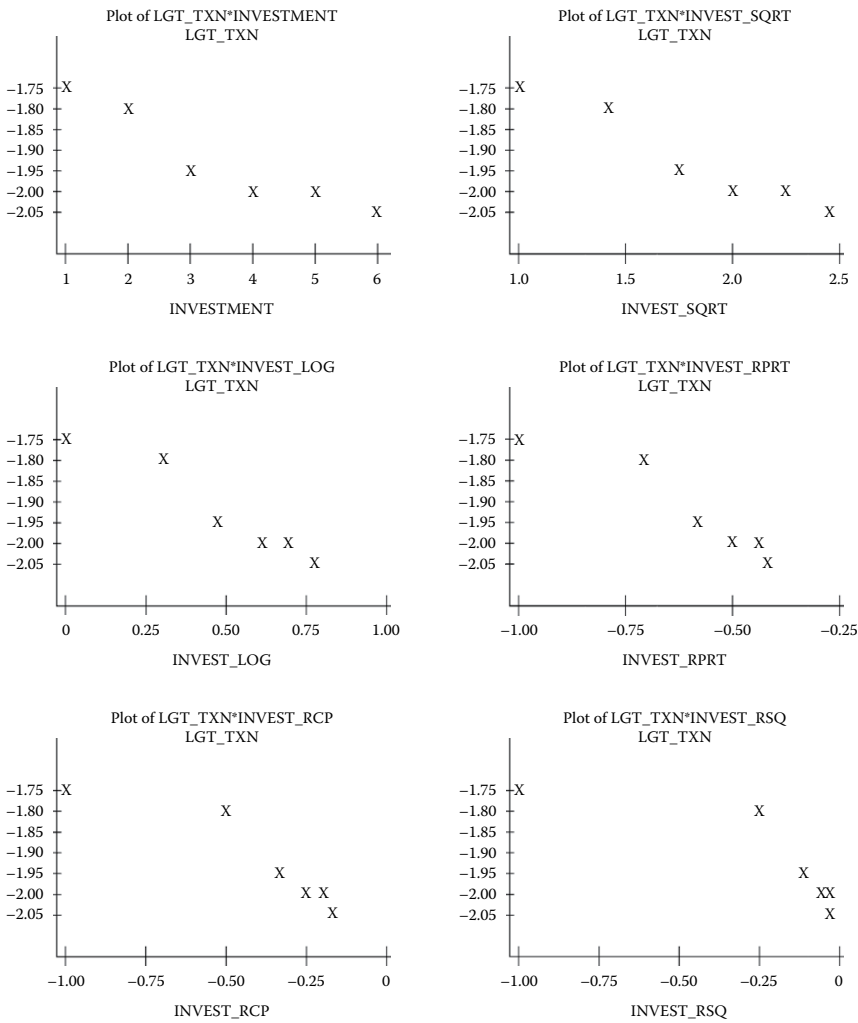 Plot of LGT_TXN*INVESTMENT
LGT_TXN
−1.75 X
−1.80 X
−1.85
−1.90
−1.95 X
−2.00 X X
−2.05 X
1 2 3 4 5 6
INVESTMENT
Plot of LGT_TXN*INVEST_SQRT
LGT_TXN
−1.75 X
−1.80 X
−1.85
−1.90
−1.95 X
−2.00 X X
−2.05 X
1.0 1.5 2.0 2.5
INVEST_SQRT
Plot of LGT_TXN*INVEST_LOG
LGT_TXN
−1.75 X
−1.80 X
−1.85
−1.90
−1.95 X
−2.00 X X
−2.05 X
0 0.25 0.50 0.75 1.00
INVEST_LOG
Plot of LGT_TXN*INVEST_RPRT
LGT_TXN
−1.75 X
−1.80 X
−1.85
−1.90
−1.95 X
−2.00 X X
−2.05 X
−1.00 −0.75 −0.50 −0.25
INVEST_RPRT
Plot of LGT_TXN*INVEST_RCP
LGT_TXN
−1.75 X
−1.80 X
−1.85
−1.90
−1.95 X
−2.00 X X
−2.05 X
−1.00 −0.75 −0.50 −0.25 0
INVEST_RCP
Plot of LGT_TXN*INVEST_RSQ
LGT_TXN
−1.75 X
−1.80 X
−1.85
−1.90
−1.95 X
−2.00 X X
−2.05 X
−1.00 −0.75 −0.50 −0.25 0
INVEST_RSQ